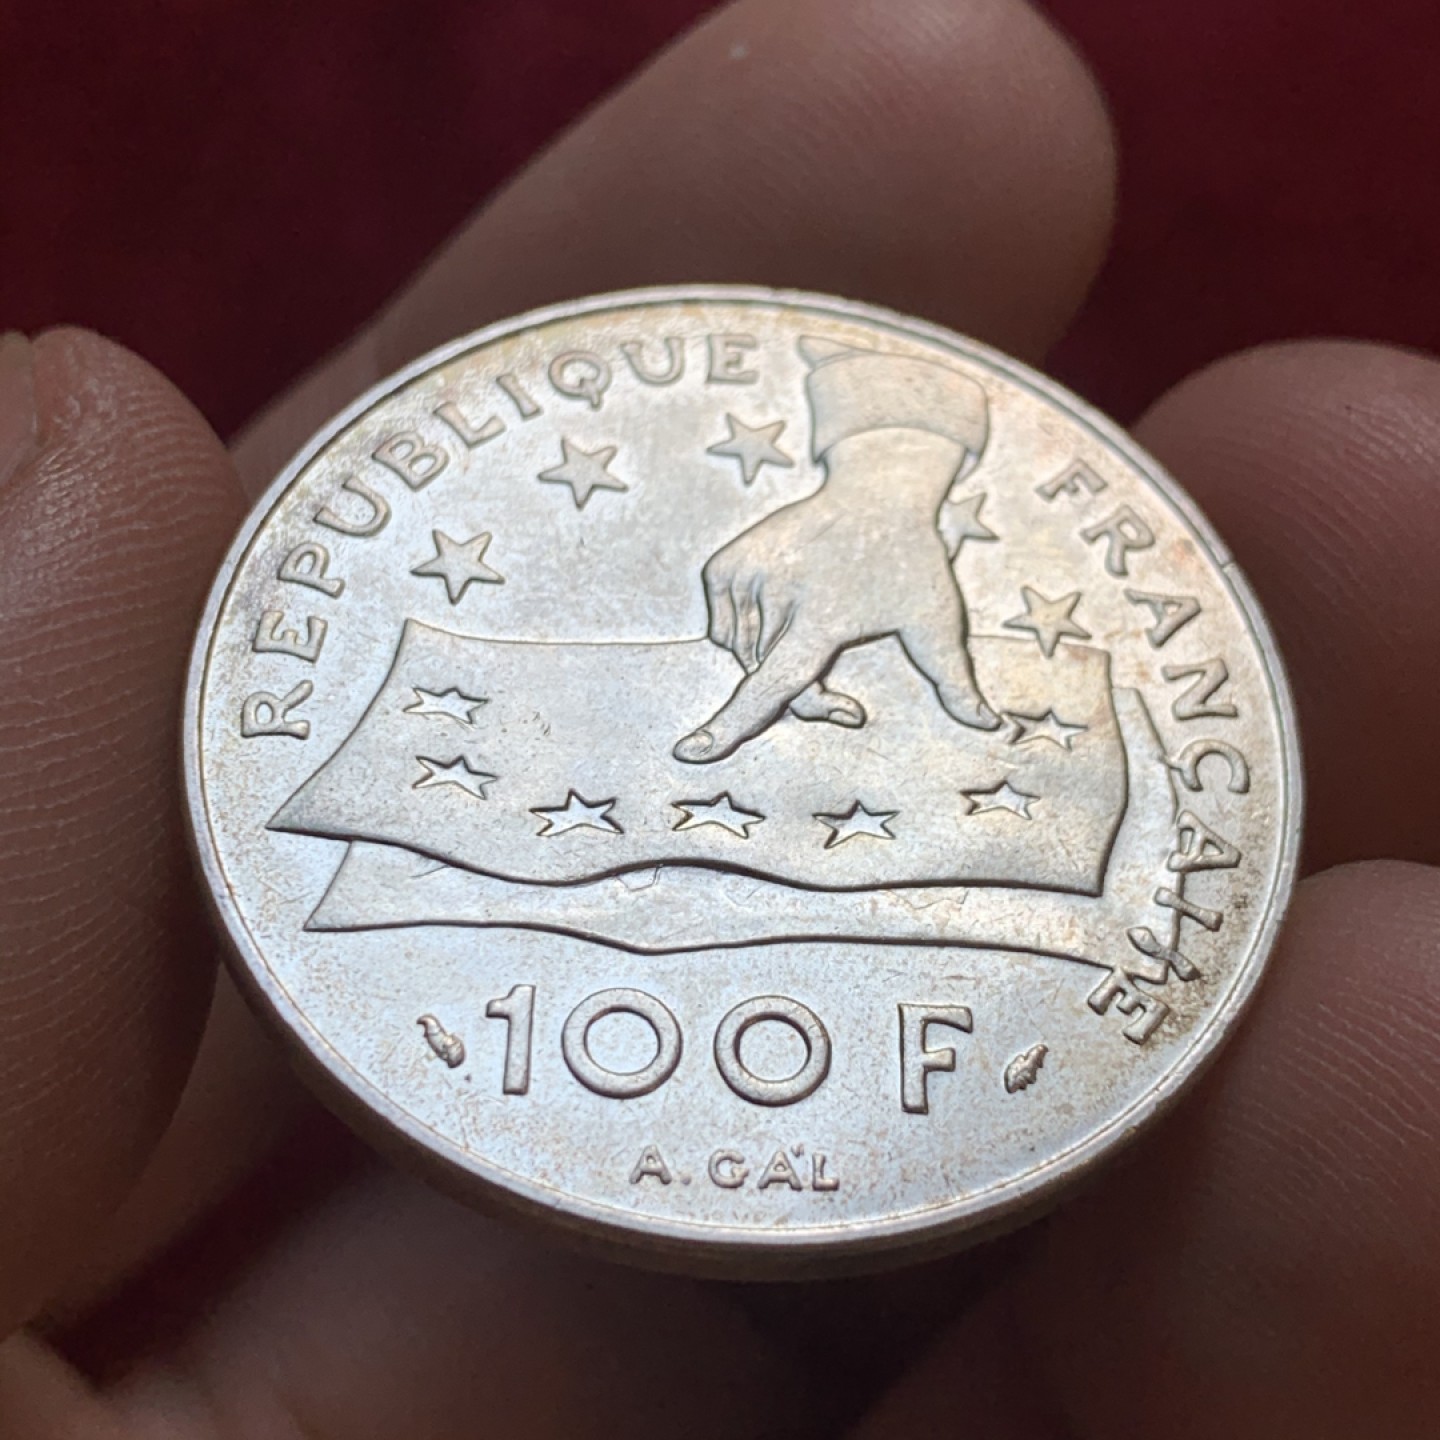 REPUBLIQUE FRANÇAISE
100 F
A. GAL